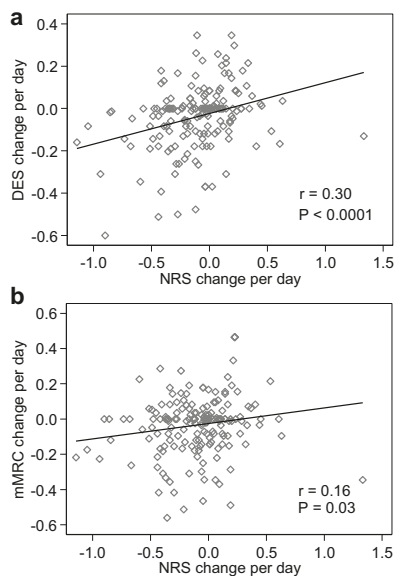 a
0.4
0.2
0.0
-0.2
-0.4
-0.6
DES change per day
r = 0.30
P < 0.0001
-1.0 -0.5 0.0 0.5 1.0 1.5
NRS change per day
b
0.6
0.4
0.2
0.0
-0.2
-0.4
-0.6
mMRC change per day
r = 0.16
P = 0.03
-1.0 -0.5 0.0 0.5 1.0 1.5
NRS change per day